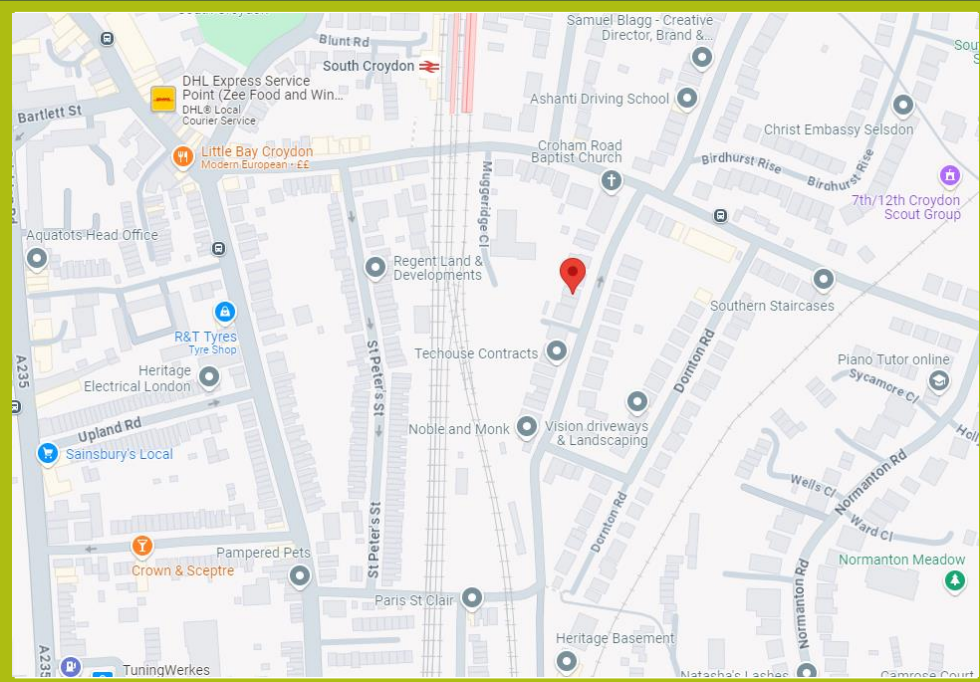 Samuel Blagg - Creative
Director, Brand &...
Blunt Rd
South Croydon
DHL Express Service
Point (Zee Food and Win...
DHL® Local
Courier Service
Ashanti Driving School
Bartlett St
Christ Embassy Selsdon
Little Bay Croydon
Modern European • ££
Croham Road
Baptist Church
Birdhurst Rise
Birdhurst Rise
Muggeridge Cl
7th/12th Croydon
Scout Group
Aquatots Head Office
Regent Land &
Developments
Southern Staircases
R&T Tyres
Tyre Shop
Techouse Contracts
Dornton Rd
Piano Tutor online
A235
Heritage
Electrical London
St Peter's St
Sycamore Cl
Upland Rd
Noble and Monk
Vision driveways
& Landscaping
Sainsbury's Local
Normanton Rd
Wells Cl
Dornton Rd
Ward Cl
St Peter's St
Crown & Sceptre
Pampered Pets
Normanton Meadow
Paris St Clair
Normanton Rd
Heritage Basement
A235
TuningWerkes
Natasha's Lashes
Camrose Court